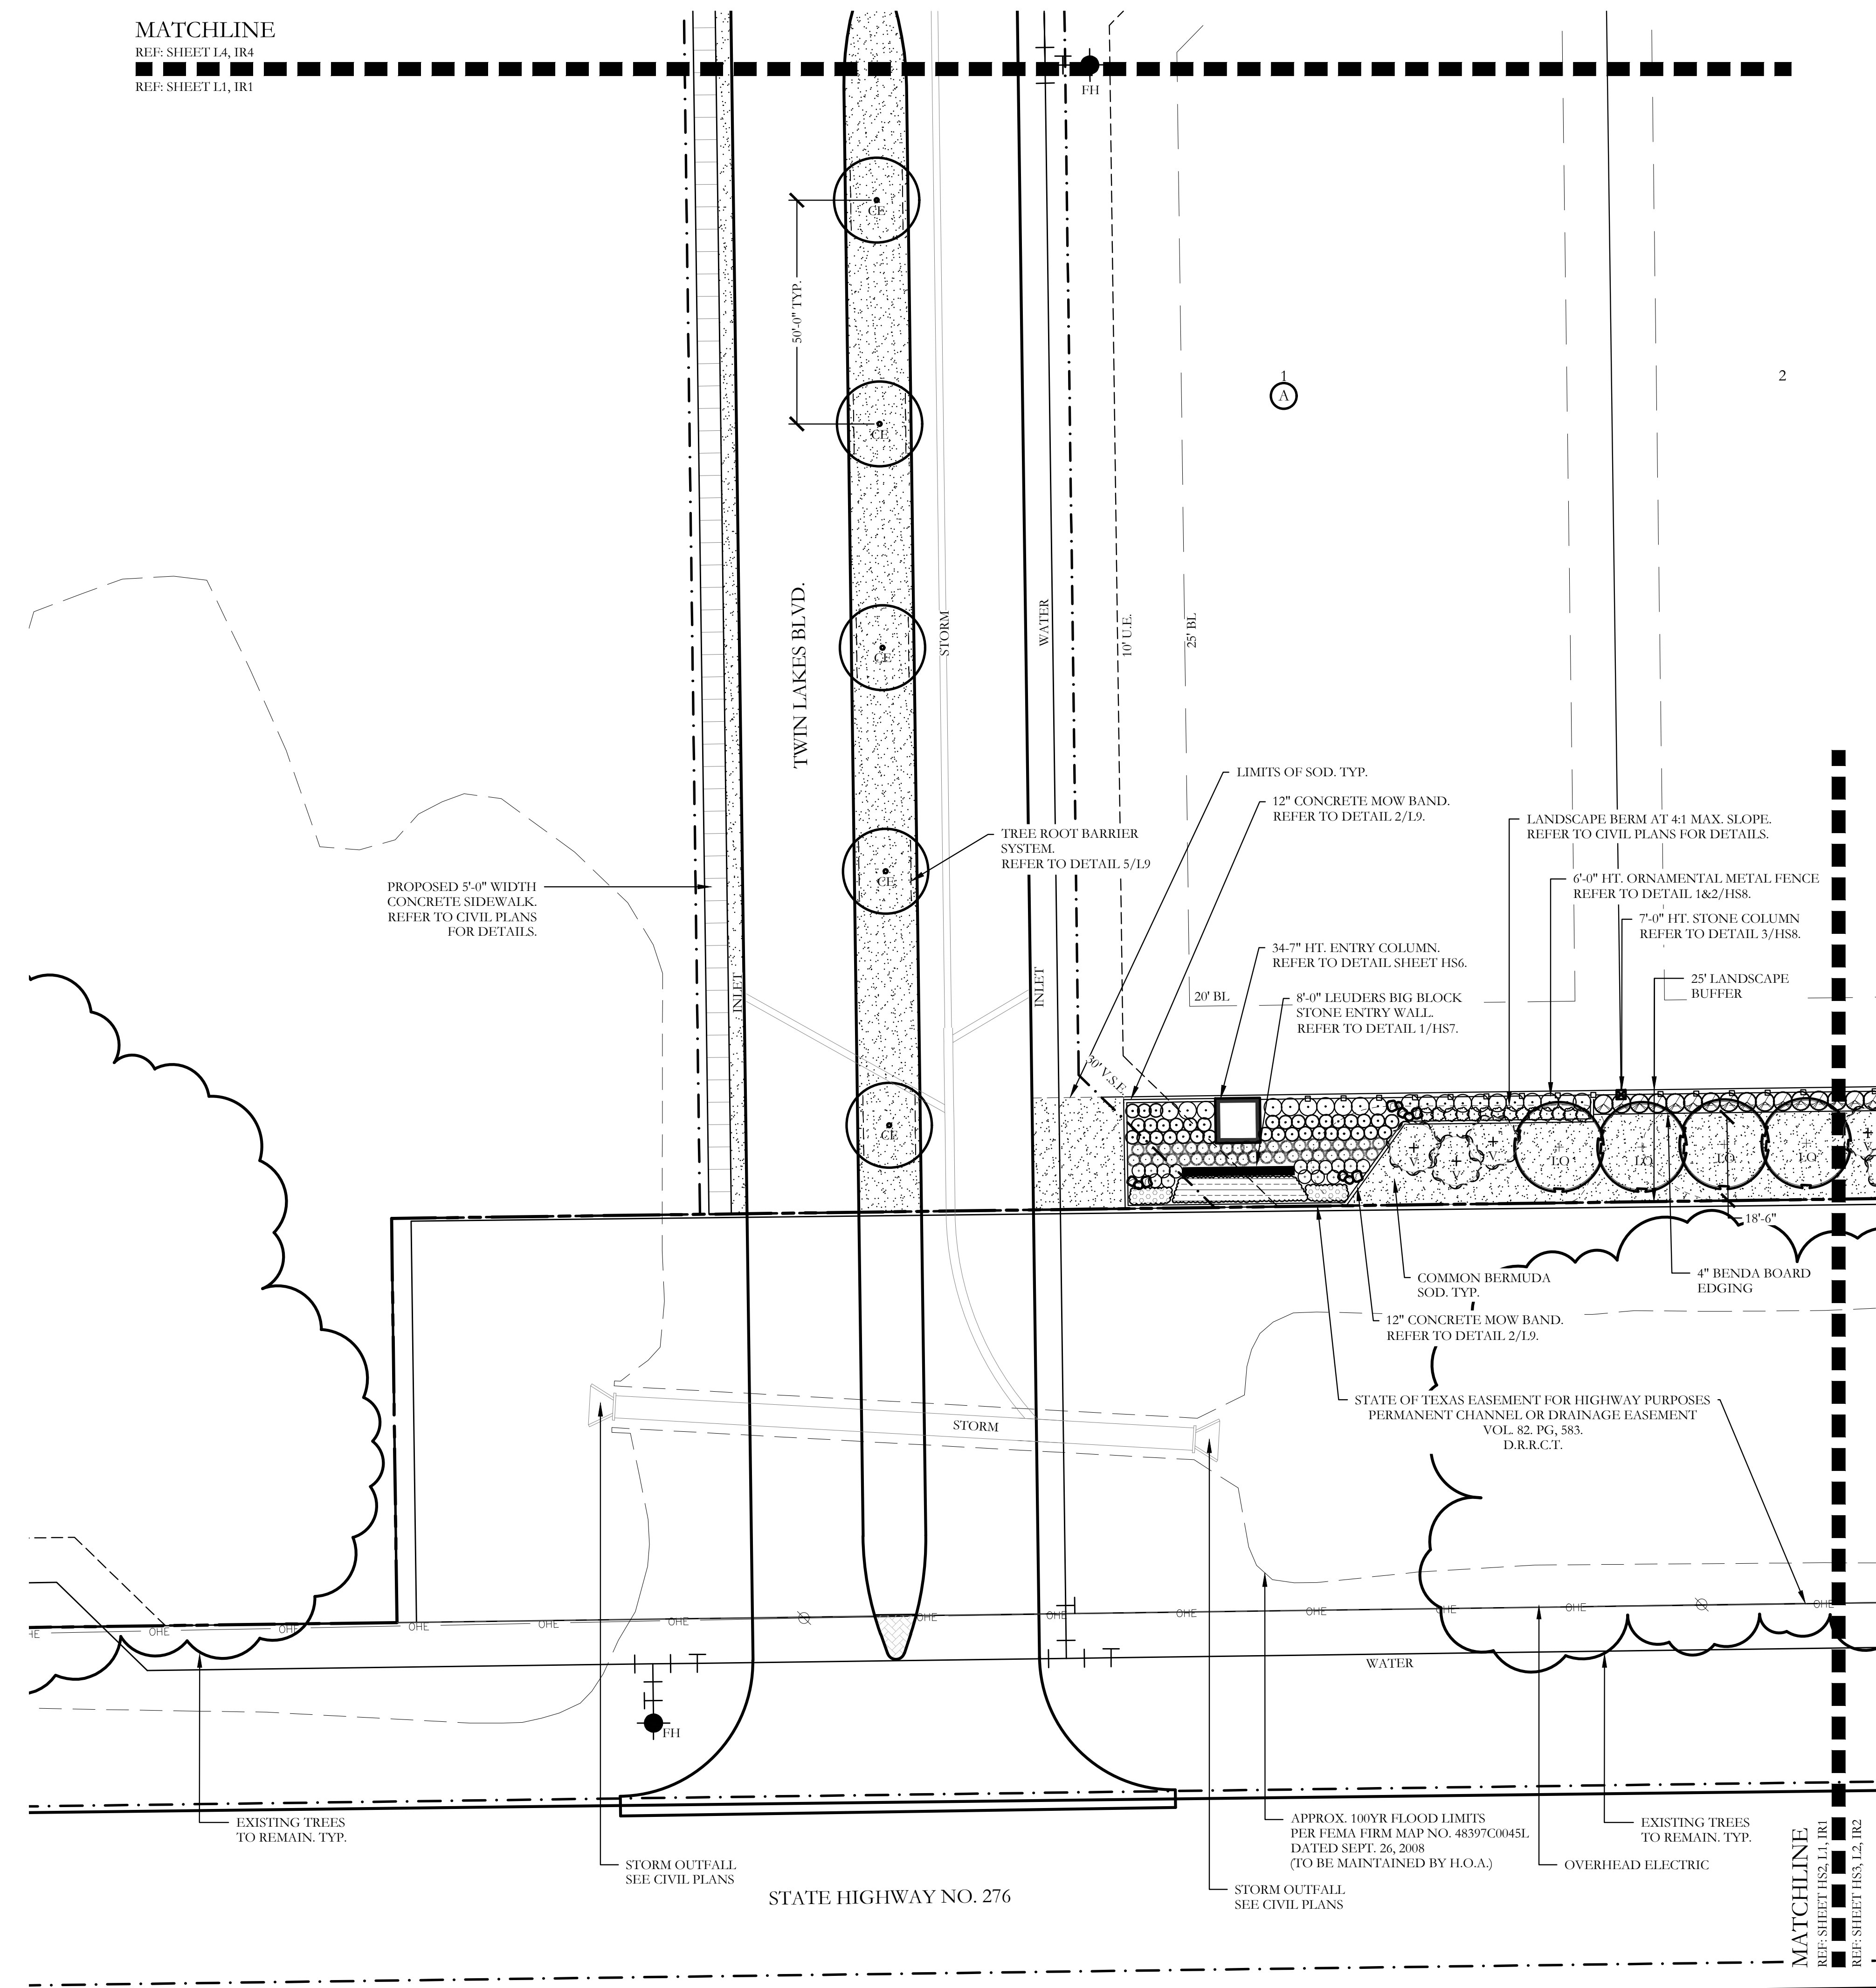 MATCHLINE
REF: SHEET L4, IR4
REF: SHEET L1, IR1
FH
CE
50'-0" TYP.
CE
1
A
2
TWIN LAKES BLVD.
CE
STORM
WATER
10' U.E.
25' BL
LIMITS OF SOD. TYP.
12" CONCRETE MOW BAND.
REFER TO DETAIL 2/L9.
TREE ROOT BARRIER
SYSTEM.
REFER TO DETAIL 5/L9
LANDSCAPE BERM AT 4:1 MAX. SLOPE.
REFER TO CIVIL PLANS FOR DETAILS.
CE
PROPOSED 5'-0" WIDTH
CONCRETE SIDEWALK.
REFER TO CIVIL PLANS
FOR DETAILS.
6'-0" HT. ORNAMENTAL METAL FENCE
REFER TO DETAIL 1&2/HS8.
7'-0" HT. STONE COLUMN
REFER TO DETAIL 3/HS8.
34-7" HT. ENTRY COLUMN.
REFER TO DETAIL SHEET HS6.
INLET
INLET
25' LANDSCAPE
BUFFER
20' BL
8'-0" LEUDERS BIG BLOCK
STONE ENTRY WALL.
REFER TO DETAIL 1/HS7.
30' V.S.E
CE
V
V
V
LO
LO
LO
LO
V
18'-6"
COMMON BERMUDA
SOD. TYP.
4" BENDA BOARD
EDGING
12" CONCRETE MOW BAND.
REFER TO DETAIL 2/L9.
STATE OF TEXAS EASEMENT FOR HIGHWAY PURPOSES
PERMANENT CHANNEL OR DRAINAGE EASEMENT
VOL. 82. PG, 583.
D.R.R.C.T.
STORM
OHE
OHE
OHE
OHE
OHE
OHE
OHE
OHE
OHE
OHE
OHE
OHE
OHE
WATER
FH
EXISTING TREES
TO REMAIN. TYP.
STORM OUTFALL
SEE CIVIL PLANS
STATE HIGHWAY NO. 276
APPROX. 100YR FLOOD LIMITS
PER FEMA FIRM MAP NO. 48397C0045L
DATED SEPT. 26, 2008
(TO BE MAINTAINED BY H.O.A.)
STORM OUTFALL
SEE CIVIL PLANS
EXISTING TREES
TO REMAIN. TYP.
OVERHEAD ELECTRIC
MATCHLINE
REF: SHEET HS2, L1, IR1
REF: SHEET HS3, L2, IR2